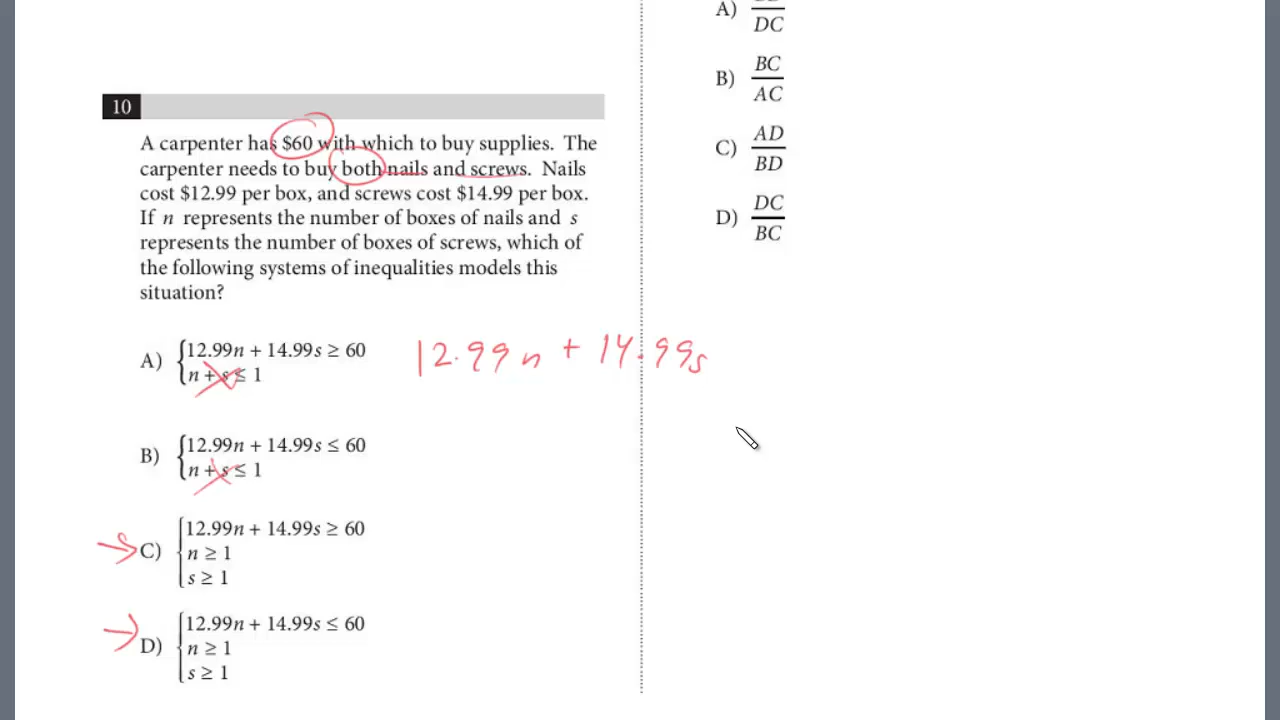 10
A carpenter has $60 with which to buy supplies. The
carpenter needs to buy both nails and screws. Nails
cost $12.99 per box, and screws cost $14.99 per box.
If n represents the number of boxes of nails and s
represents the number of boxes of screws, which of
the following systems of inequalities models this
situation?
A) 12.99n + 14.99s ≥ 60
n + s ≤ 1
12.99n + 14.99s
B) 12.99n + 14.99s ≤ 60
n + s ≤ 1
C) 12.99n + 14.99s ≥ 60
n ≥ 1
s ≥ 1
D) 12.99n + 14.99s ≤ 60
n ≥ 1
s ≥ 1
A)
DC
B) BC
AC
C) AD
BD
D) DC
BC